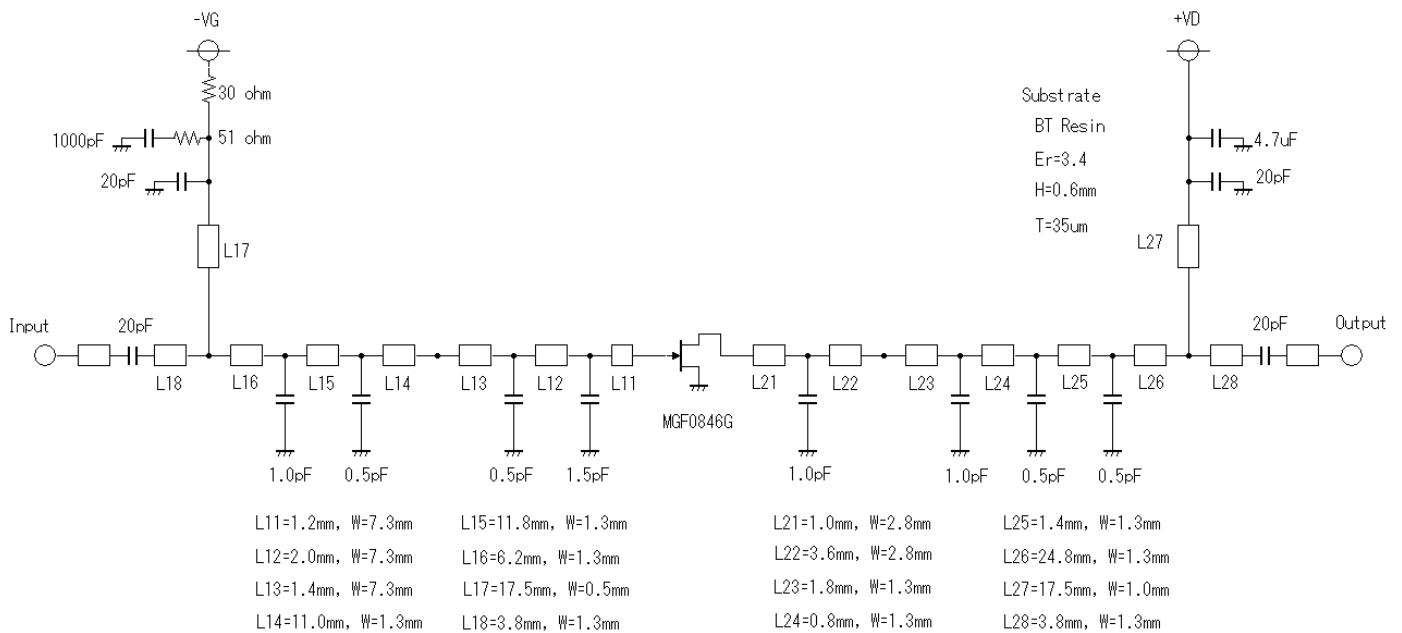 -VG
+VD
30 ohm
Substrate
BT Resin
Er=3.4
H=0.6mm
T=35um
1000pF
51 ohm
4.7uF
20pF
20pF
L17
L27
Input
20pF
20pF
Output
L18
L16
L15
L14
L13
L12
L11
L21
L22
L23
L24
L25
L26
L28
MGF0846G
1.0pF
0.5pF
0.5pF
1.5pF
1.0pF
1.0pF
0.5pF
0.5pF
L11=1.2mm, W=7.3mm
L12=2.0mm, W=7.3mm
L13=1.4mm, W=7.3mm
L14=11.0mm, W=1.3mm
L15=11.8mm, W=1.3mm
L16=6.2mm, W=1.3mm
L17=17.5mm, W=0.5mm
L18=3.8mm, W=1.3mm
L21=1.0mm, W=2.8mm
L22=3.6mm, W=2.8mm
L23=1.8mm, W=1.3mm
L24=0.8mm, W=1.3mm
L25=1.4mm, W=1.3mm
L26=24.8mm, W=1.3mm
L27=17.5mm, W=1.0mm
L28=3.8mm, W=1.3mm